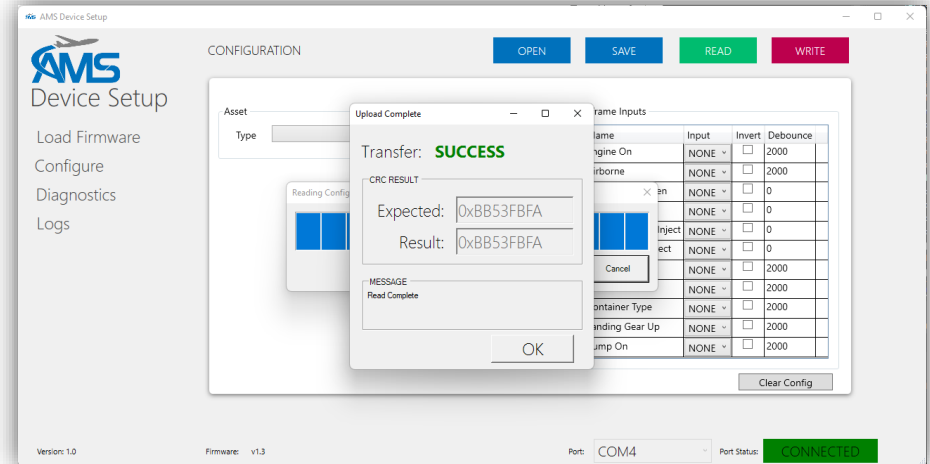 AMS Device Setup
AMS
Device Setup
Load Firmware
Configure
Diagnostics
Logs
CONFIGURATION
OPEN
SAVE
READ
WRITE
Asset
Type
Upload Complete
Transfer: SUCCESS
CRC RESULT
Expected: 0xBB53FBFA
Result: 0xBB53FBFA
MESSAGE
Read Complete
OK
Reading Config
Cancel
rame Inputs
ame Input Invert Debounce
ngine On NONE 2000
irborne NONE 2000
en NONE 0
NONE 0
Inject NONE 0
ect NONE 0
NONE 2000
NONE 2000
ontainer Type NONE 2000
anding Gear Up NONE 2000
ump On NONE 2000
Clear Config
Version: 1.0
Firmware: v1.3
Port: COM4
Port Status: CONNECTED